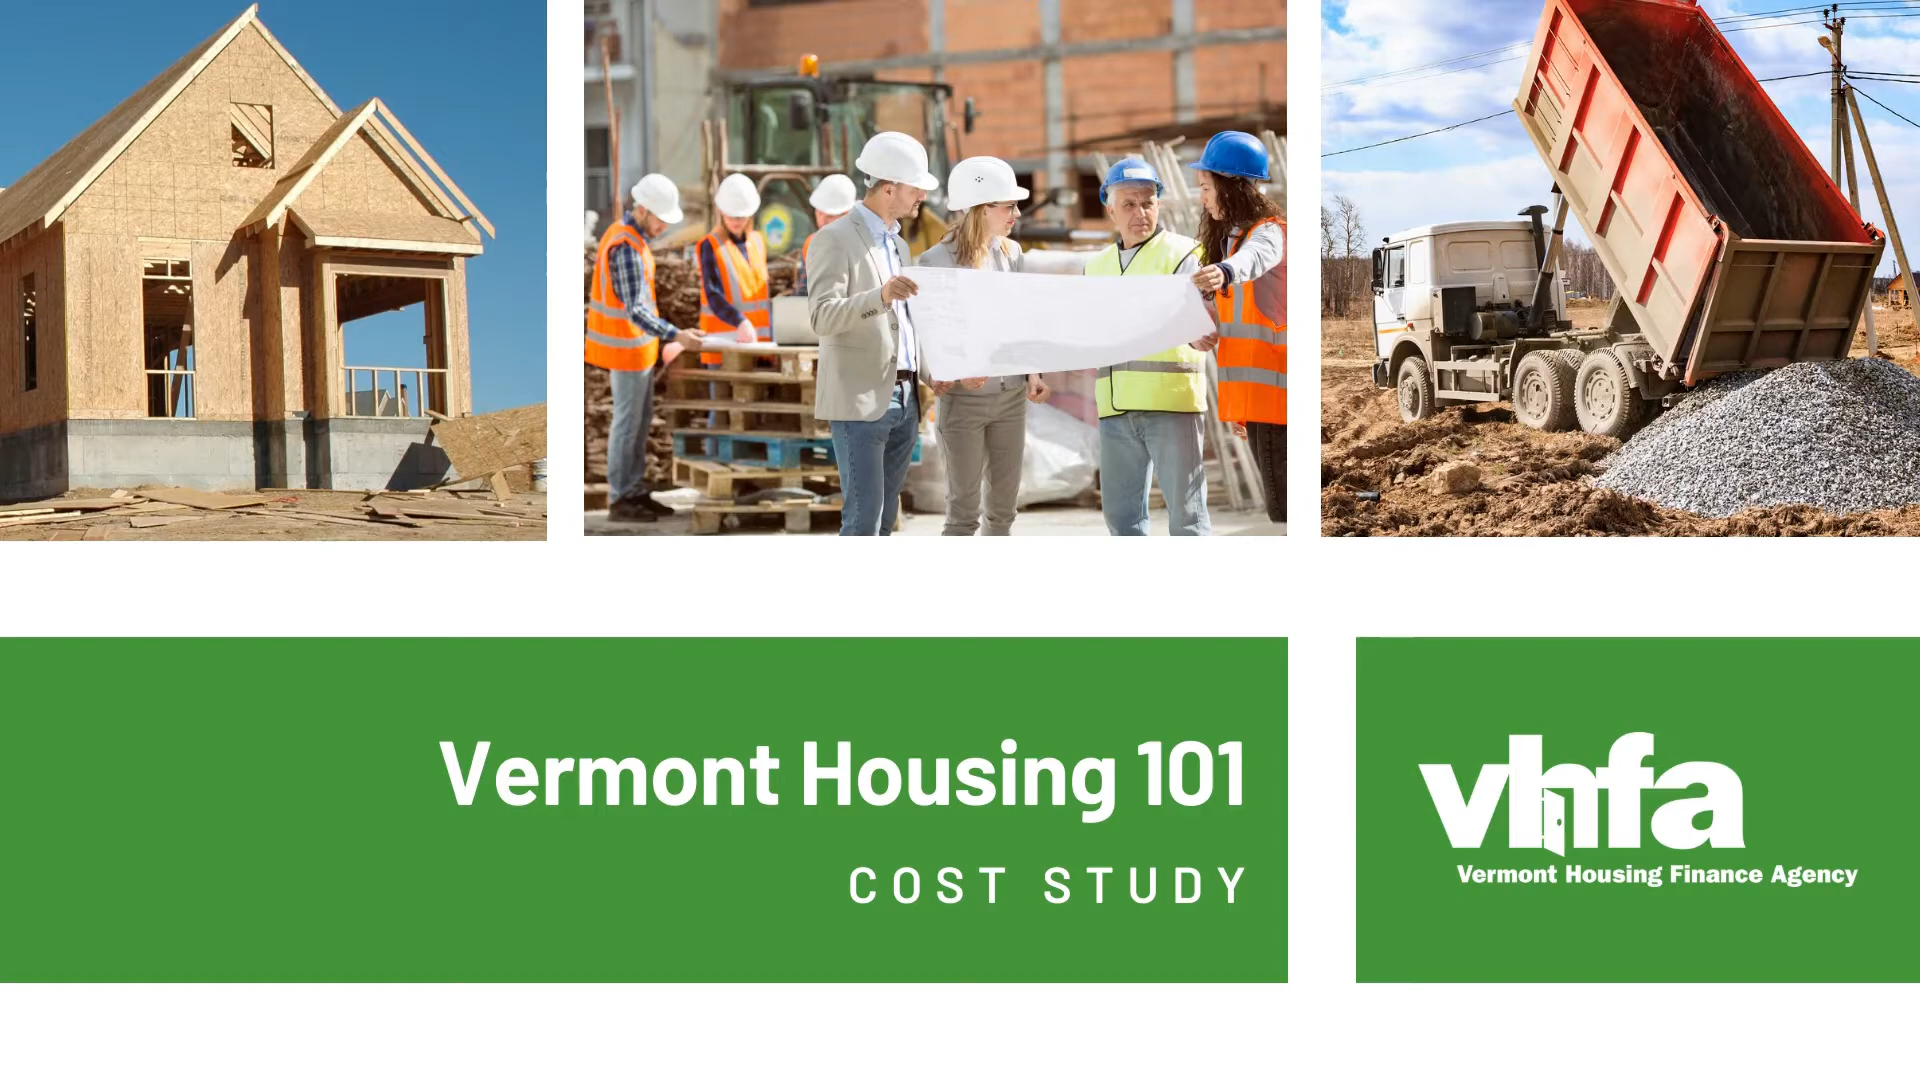 Vermont Housing 101
COST STUDY
vhfa
Vermont Housing Finance Agency